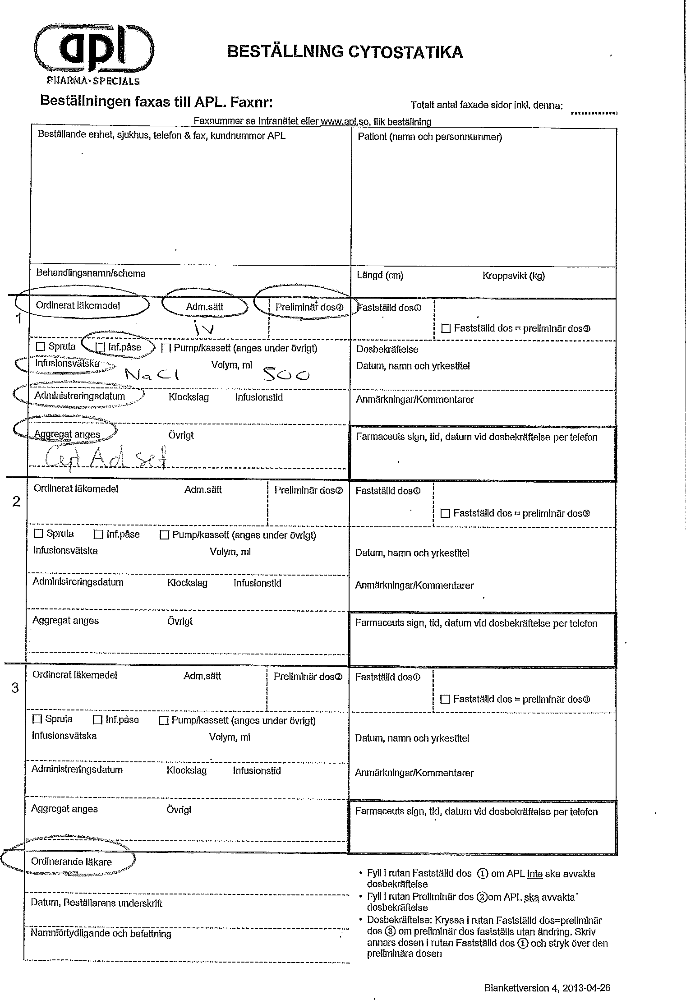 apl
PHARMA·SPECIALS
BESTÄLLNING CYTOSTATIKA
Beställningen faxas till APL. Faxnr:
Totalt antal faxade sidor inkl. denna: .............
Faxnummer se Intranätet eller www.apl.se, flik beställning
Beställande enhet, sjukhus, telefon & fax, kundnummer APL
Patient (namn och personnummer)
Behandlingsnamn/schema
Längd (cm) Kroppsvikt (kg)
1
Ordinerat läkemedel Adm.sätt Preliminär dos②
iv
Fastställd dos①
☐ Fastställd dos = preliminär dos③
☐ Spruta ☐ Inf.påse ☐ Pump/kassett (anges under övrigt)
Dosbekräftelse
Infusionsvätska Volym, ml
NaCl 500
Datum, namn och yrkestitel
Administreringsdatum Klockslag Infusionstid
Anmärkningar/Kommentarer
Aggregat anges Övrigt
Cept Ad set
Farmaceuts sign, tid, datum vid dosbekräftelse per telefon
2
Ordinerat läkemedel Adm.sätt Preliminär dos②
Fastställd dos①
☐ Fastställd dos = preliminär dos③
☐ Spruta ☐ Inf.påse ☐ Pump/kassett (anges under övrigt)
Infusionsvätska Volym, ml
Datum, namn och yrkestitel
Administreringsdatum Klockslag Infusionstid
Anmärkningar/Kommentarer
Aggregat anges Övrigt
Farmaceuts sign, tid, datum vid dosbekräftelse per telefon
3
Ordinerat läkemedel Adm.sätt Preliminär dos②
Fastställd dos①
☐ Fastställd dos = preliminär dos③
☐ Spruta ☐ Inf.påse ☐ Pump/kassett (anges under övrigt)
Infusionsvätska Volym, ml
Datum, namn och yrkestitel
Administreringsdatum Klockslag Infusionstid
Anmärkningar/Kommentarer
Aggregat anges Övrigt
Farmaceuts sign, tid, datum vid dosbekräftelse per telefon
Ordinerande läkare
Datum, Beställarens underskrift
Namnförtydligande och befattning
• Fyll i rutan Fastställd dos ① om APL inte ska avvakta
dosbekräftelse
• Fyll i rutan Preliminär dos ②om APL ska avvakta
dosbekräftelse
• Dosbekräftelse: Kryssa i rutan Fastställd dos=preliminär
dos ③ om preliminär dos fastställs utan ändring. Skriv
annars dosen i rutan Fastställd dos ① och stryk över den
preliminära dosen
Blankettversion 4, 2013-04-26